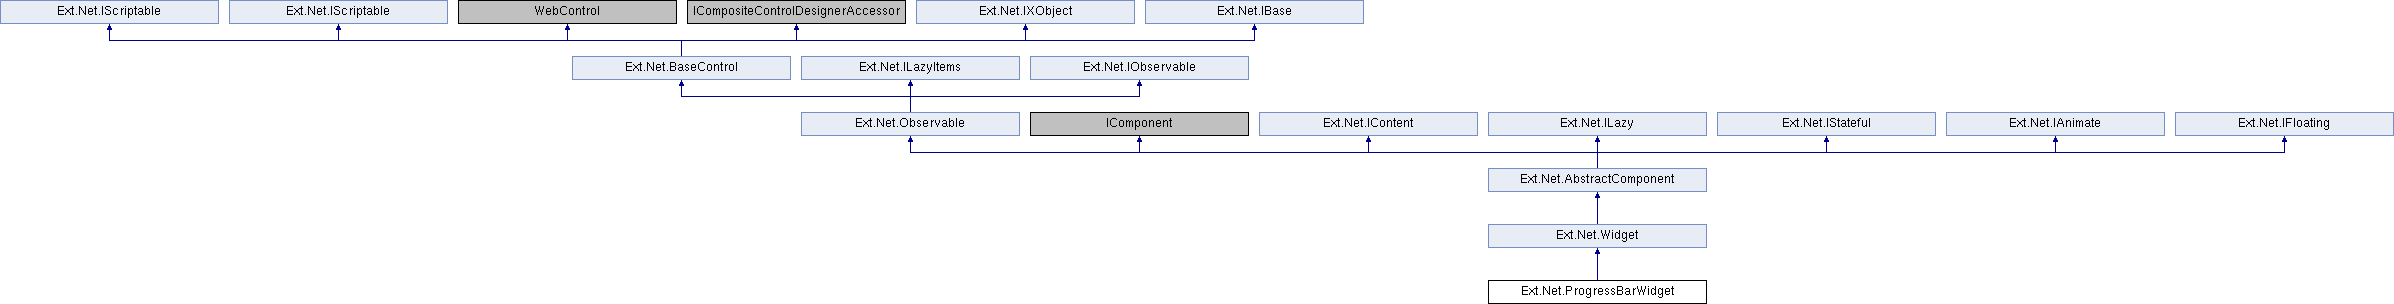 Ext.Net.IScriptable
Ext.Net.IScriptable
WebControl
ICompositeControlDesignerAccessor
Ext.Net.IXObject
Ext.Net.IBase
Ext.Net.BaseControl
Ext.Net.ILazyItems
Ext.Net.IObservable
Ext.Net.Observable
IComponent
Ext.Net.IContent
Ext.Net.ILazy
Ext.Net.IStateful
Ext.Net.IAnimate
Ext.Net.IFloating
Ext.Net.AbstractComponent
Ext.Net.Widget
Ext.Net.ProgressBarWidget